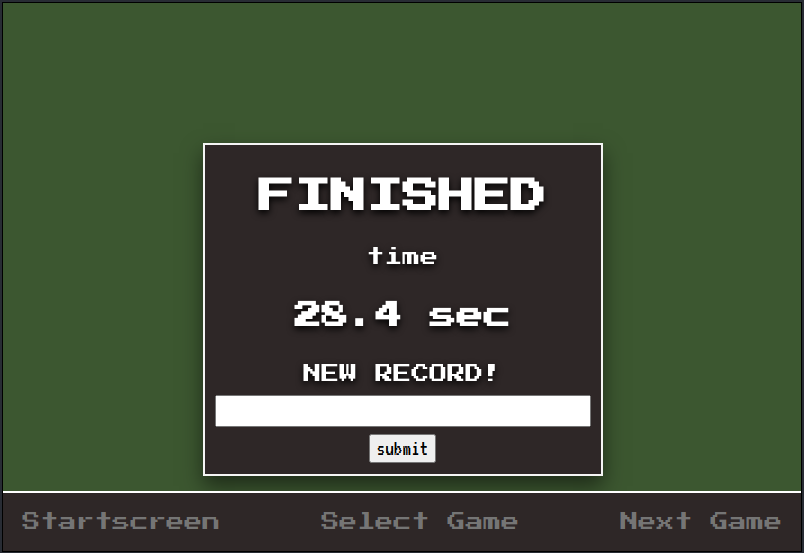 FINISHED
time
28.4 sec
NEW RECORD!
submit
Startscreen Select Game Next Game